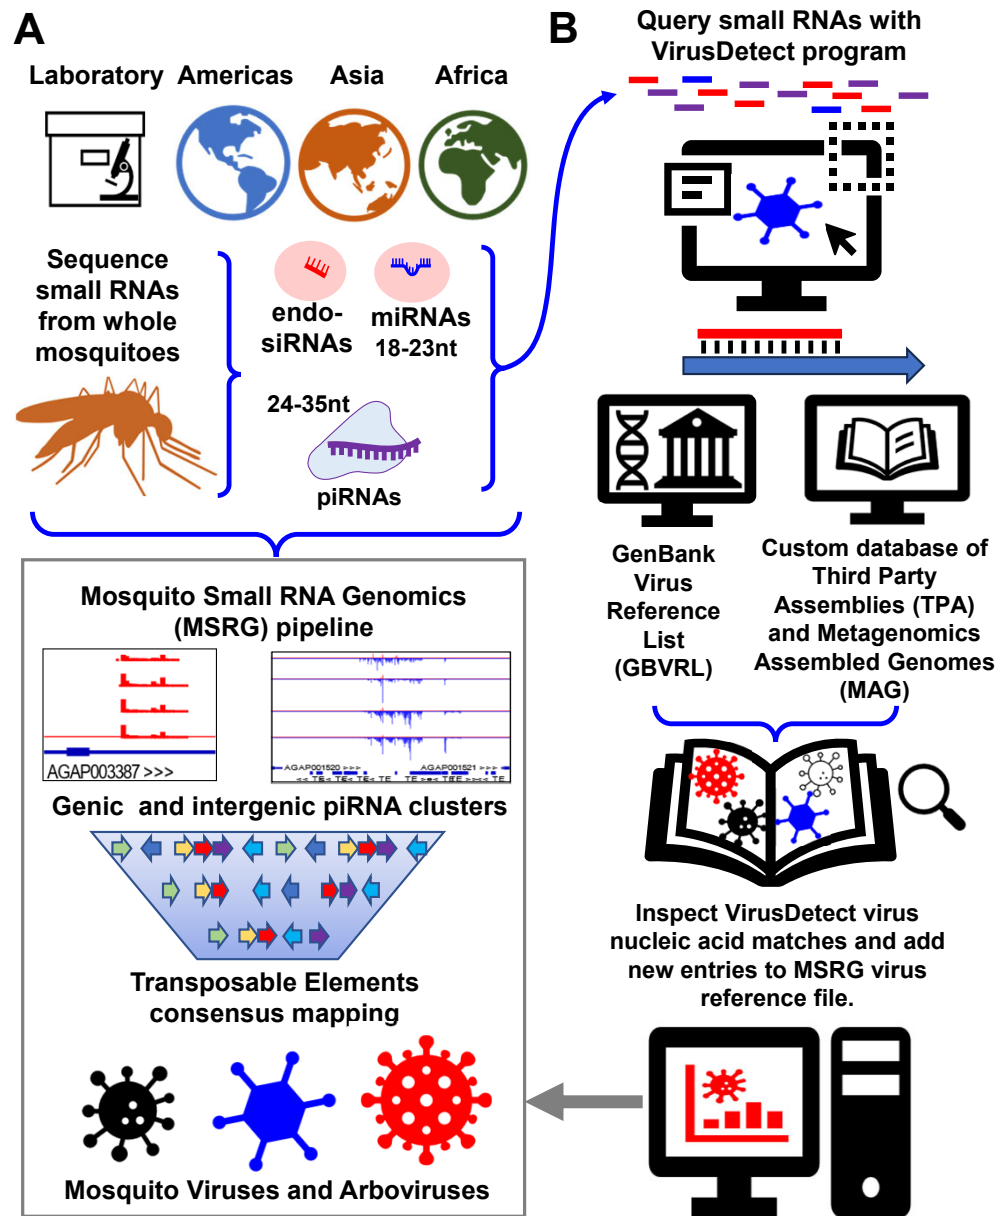 A
Laboratory Americas Asia Africa
Sequence
small RNAs
from whole
mosquitoes
endo-
siRNAs
miRNAs
18-23nt
24-35nt
piRNAs
Mosquito Small RNA Genomics
(MSRG) pipeline
AGAP003387 >>>
AGAP001520 >>>
AGAP001521 >>>
Genic and intergenic piRNA clusters
Transposable Elements
consensus mapping
Mosquito Viruses and Arboviruses
B
Query small RNAs with
VirusDetect program
GenBank
Virus
Reference
List
(GBVRL)
Custom database of
Third Party
Assemblies (TPA)
and Metagenomics
Assembled Genomes
(MAG)
Inspect VirusDetect virus
nucleic acid matches and add
new entries to MSRG virus
reference file.